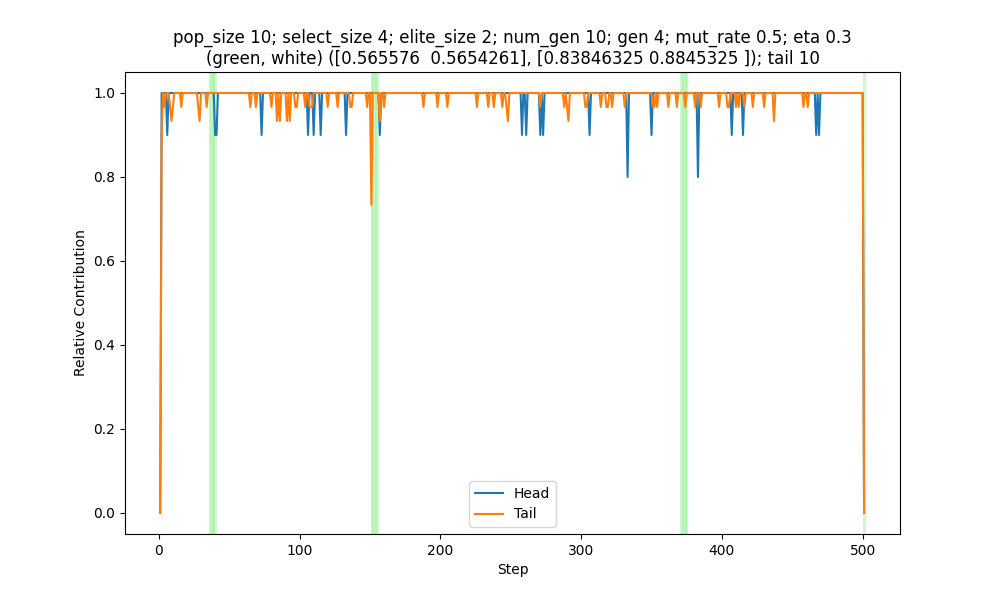 pop_size 10; select_size 4; elite_size 2; num_gen 10; gen 4; mut_rate 0.5; eta 0.3
(green, white) ([0.565576  0.5654261], [0.83846325 0.8845325 ]); tail 10
1.0
0.8
0.6
0.4
0.2
0.0
Relative Contribution
Head
Tail
0
100
200
300
400
500
Step